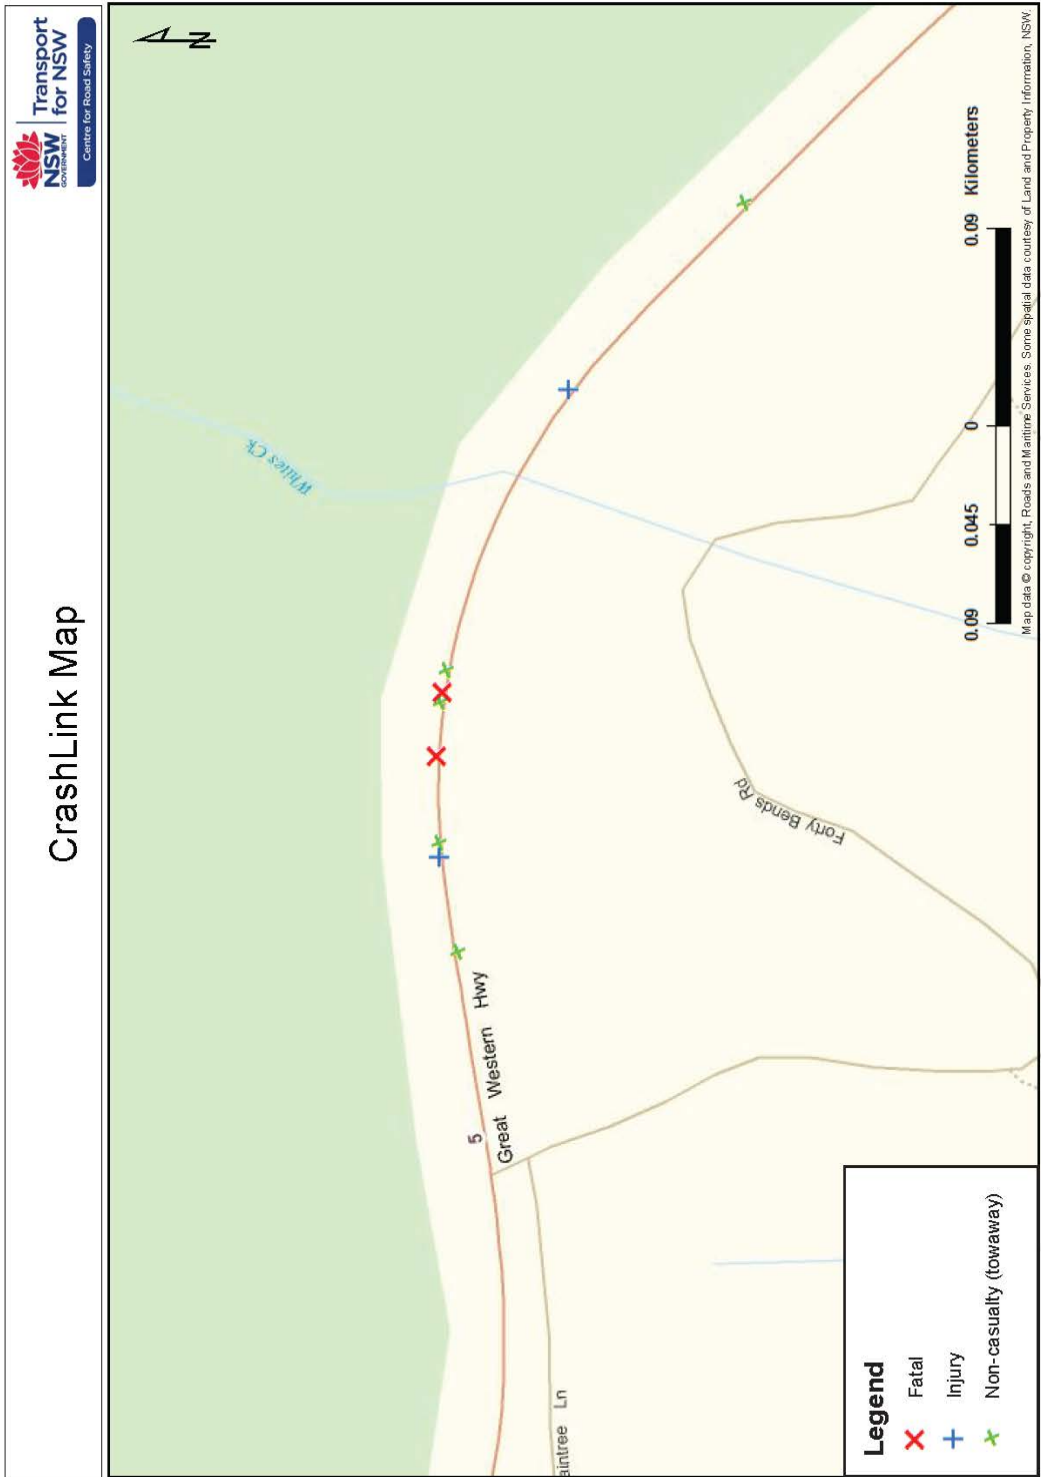 CrashLink Map
NSW
GOVERNMENT
Transport
for NSW
Centre for Road Safety
N
Whites Ck
Great Western Hwy
5
Forty Bends Rd
aintree Ln
0.09 0.045 0 0.09 Kilometers
Map data © copyright, Roads and Maritime Services. Some spatial data courtesy of Land and Property Information, NSW.
Legend
Fatal
Injury
Non-casualty (towaway)